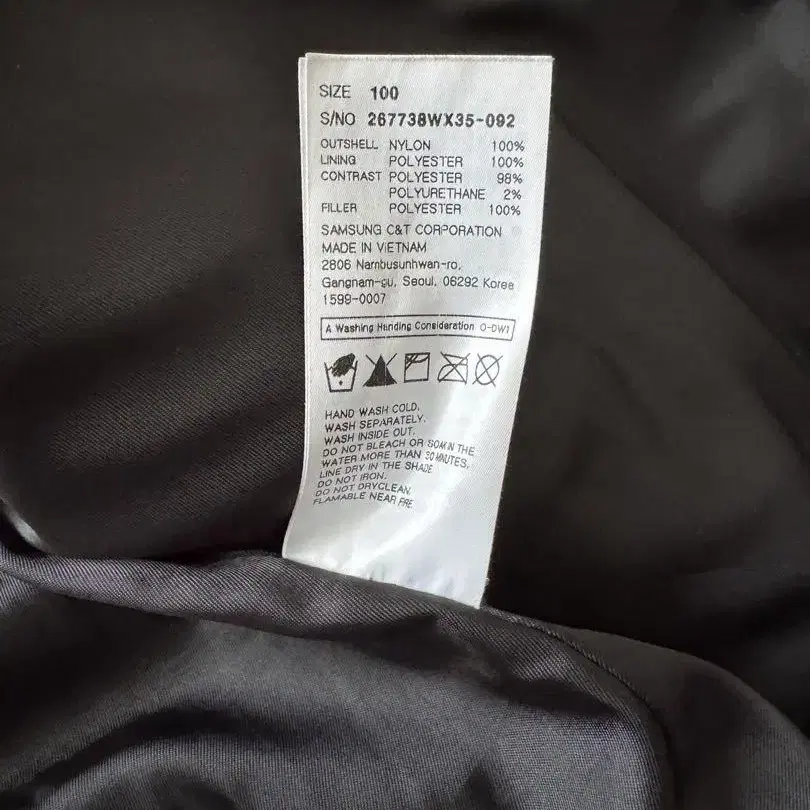 SIZE 100
S/NO 267738WX35-092
OUTSHELL NYLON 100%
LINING POLYESTER 100%
CONTRAST POLYESTER 98%
POLYURETHANE 2%
FILLER POLYESTER 100%
SAMSUNG C&T CORPORATION
MADE IN VIETNAM
2806 Nambusunhwan-ro,
Gangnam-gu, Seoul, 06292 Korea
1599-0007
A Washing Handing Consideration O-DW1
HAND WASH COLD.
WASH SEPARATELY.
WASH INSIDE OUT.
DO NOT BLEACH OR SOAK IN THE
WATER MORE THAN 30 MINUTES.
LINE DRY IN THE SHADE
DO NOT IRON.
DO NOT DRYCLEAN.
FLAMABLE NEAR FIRE.